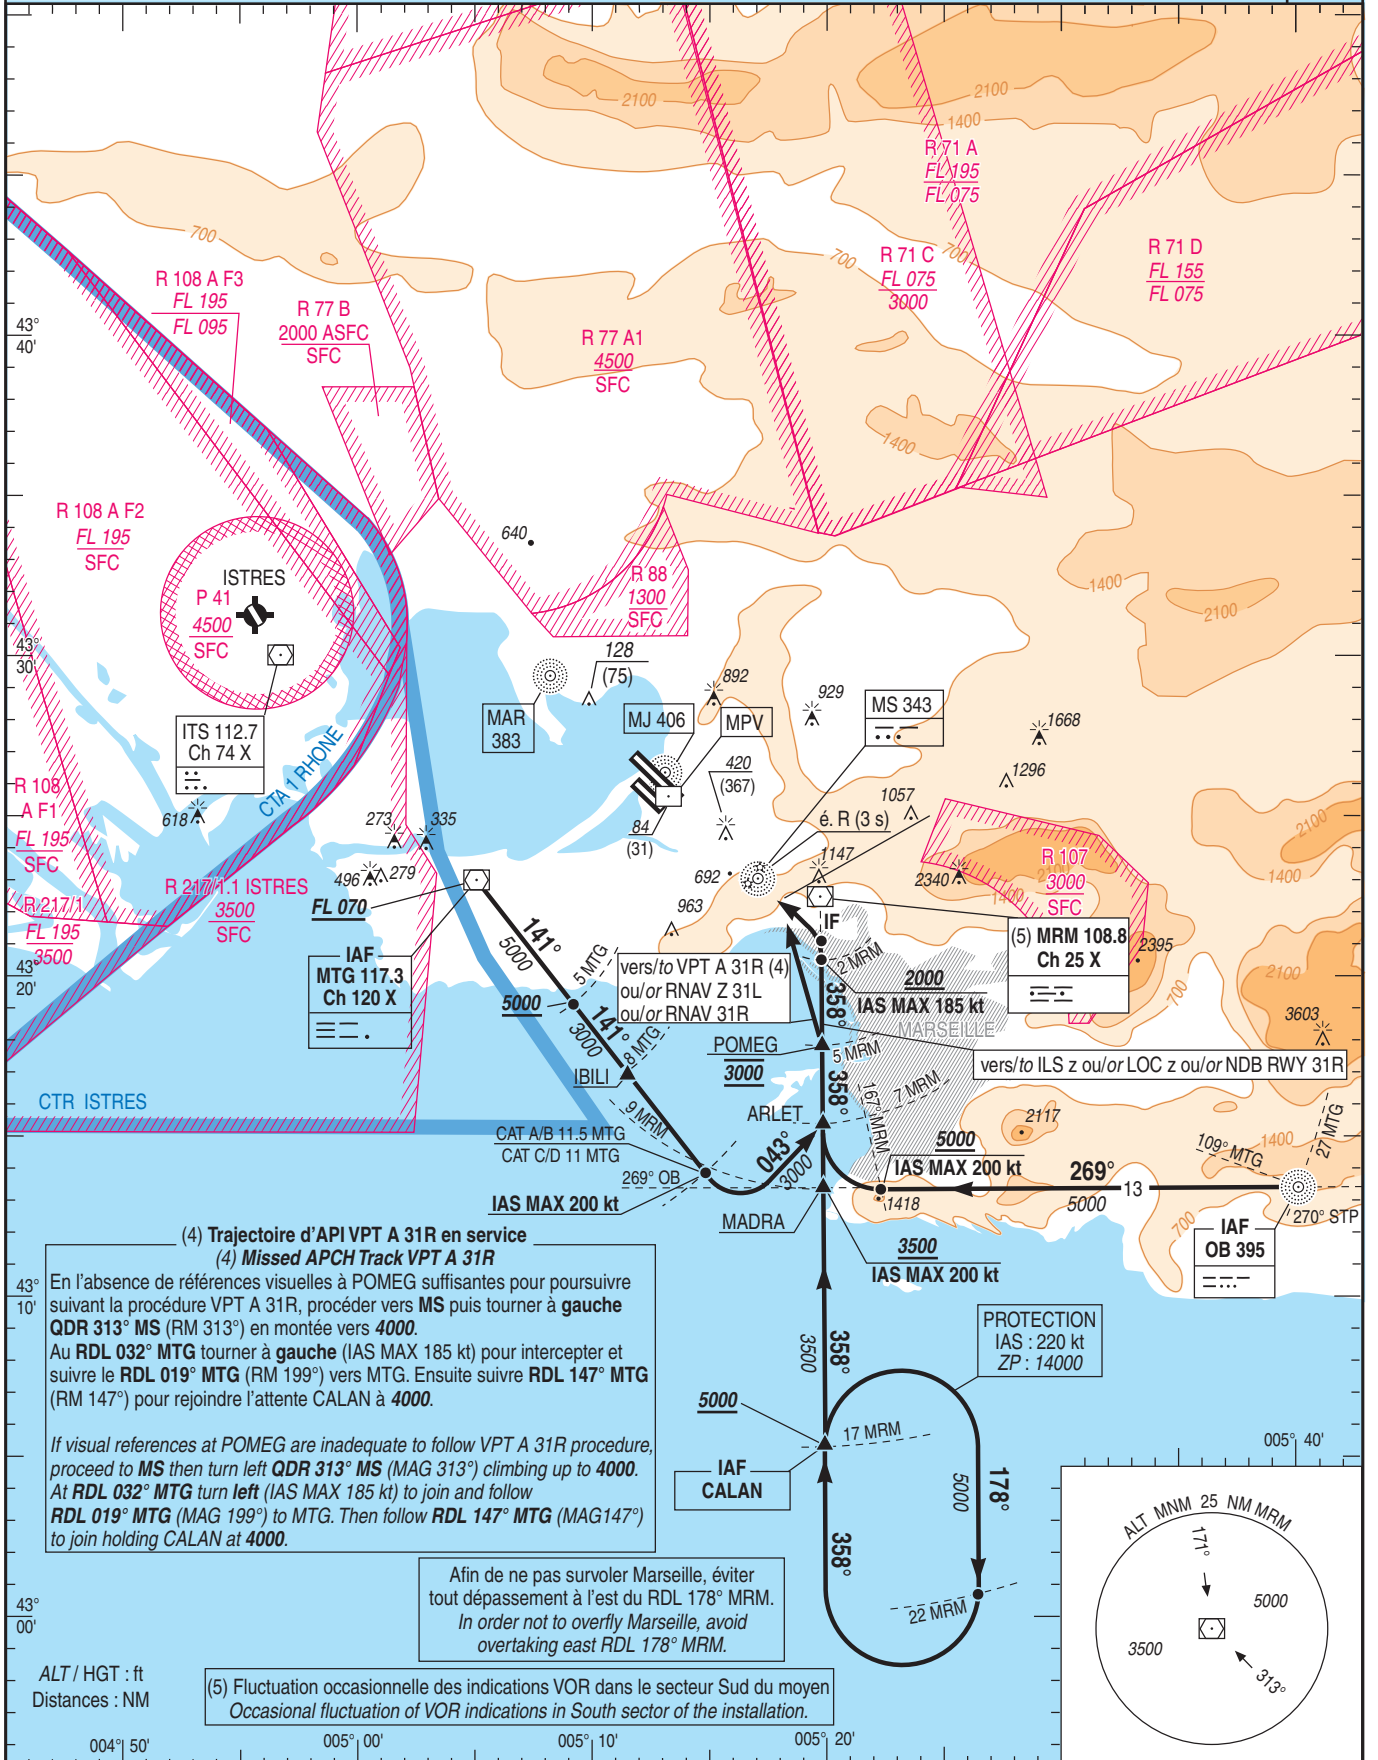 2100
2100
1400
R 71 A
FL 195
FL 075
700
700
700
R 71 C
FL 075
3000
R 71 D
FL 155
FL 075
R 108 A F3
FL 195
FL 095
R 77 B
2000 ASFC
SFC
R 77 A1
4500
SFC
43°
40'
1400
R 108 A F2
FL 195
SFC
640
R 88
1300
SFC
1400
2100
ISTRES
P 41
4500
SFC
43°
30'
128
(75)
892
929
MS 343
MAR
383
MJ 406
MPV
1668
ITS 112.7
Ch 74 X
CTA 1 RHONE
420
(367)
1296
R 108
A F1
FL 195
SFC
618
273
335
84
(31)
1057
é. R (3 s)
2100
1147
R 107
3000
SFC
2100
1400
2340
1400
496
279
692
R 217/1.1 ISTRES
3500
SFC
R 217/1
FL 195
3500
FL 070
963
IF
(5) MRM 108.8
Ch 25 X
2395
141°
5000
IAF
MTG 117.3
Ch 120 X
5 MTG
vers/to VPT A 31R (4)
ou/or RNAV Z 31L
ou/or RNAV 31R
2 MRM
2000
IAS MAX 185 kt
43°
20'
2100
700
5000
141°
3000
358°
MARSEILLE
3603
8 MTG
POMEG
3000
5 MRM
vers/to ILS z ou/or LOC z ou/or NDB RWY 31R
IBILI
CTR ISTRES
9 MRM
358°
7 MRM
167° MRM
ARLET
2117
27 MTG
CAT A/B 11.5 MTG
CAT C/D 11 MTG
043°
3000
5000
IAS MAX 200 kt
109° MTG
1400
269° OB
269°
13
5000
IAS MAX 200 kt
1418
270° STP
MADRA
700
IAF
OB 395
3500
IAS MAX 200 kt
(4) Trajectoire d'API VPT A 31R en service
(4) Missed APCH Track VPT A 31R
En l'absence de références visuelles à POMEG suffisantes pour poursuivre
suivant la procédure VPT A 31R, procéder vers MS puis tourner à gauche
QDR 313° MS (RM 313°) en montée vers 4000.
Au RDL 032° MTG tourner à gauche (IAS MAX 185 kt) pour intercepter et
suivre le RDL 019° MTG (RM 199°) vers MTG. Ensuite suivre RDL 147° MTG
(RM 147°) pour rejoindre l'attente CALAN à 4000.
If visual references at POMEG are inadequate to follow VPT A 31R procedure,
proceed to MS then turn left QDR 313° MS (MAG 313°) climbing up to 4000.
At RDL 032° MTG turn left (IAS MAX 185 kt) to join and follow
RDL 019° MTG (MAG 199°) to MTG. Then follow RDL 147° MTG (MAG147°)
to join holding CALAN at 4000.
43°
10'
3500
358°
PROTECTION
IAS : 220 kt
ZP : 14000
5000
17 MRM
IAF
CALAN
005° 40'
5000
178°
358°
22 MRM
Afin de ne pas survoler Marseille, éviter
tout dépassement à l'est du RDL 178° MRM.
In order not to overfly Marseille, avoid
overtaking east RDL 178° MRM.
43°
00'
ALT MNM 25 NM MRM
171°
5000
3500
313°
ALT / HGT : ft
Distances : NM
(5) Fluctuation occasionnelle des indications VOR dans le secteur Sud du moyen
Occasional fluctuation of VOR indications in South sector of the installation.
004° 50'
005° 00'
005° 10'
005° 20'